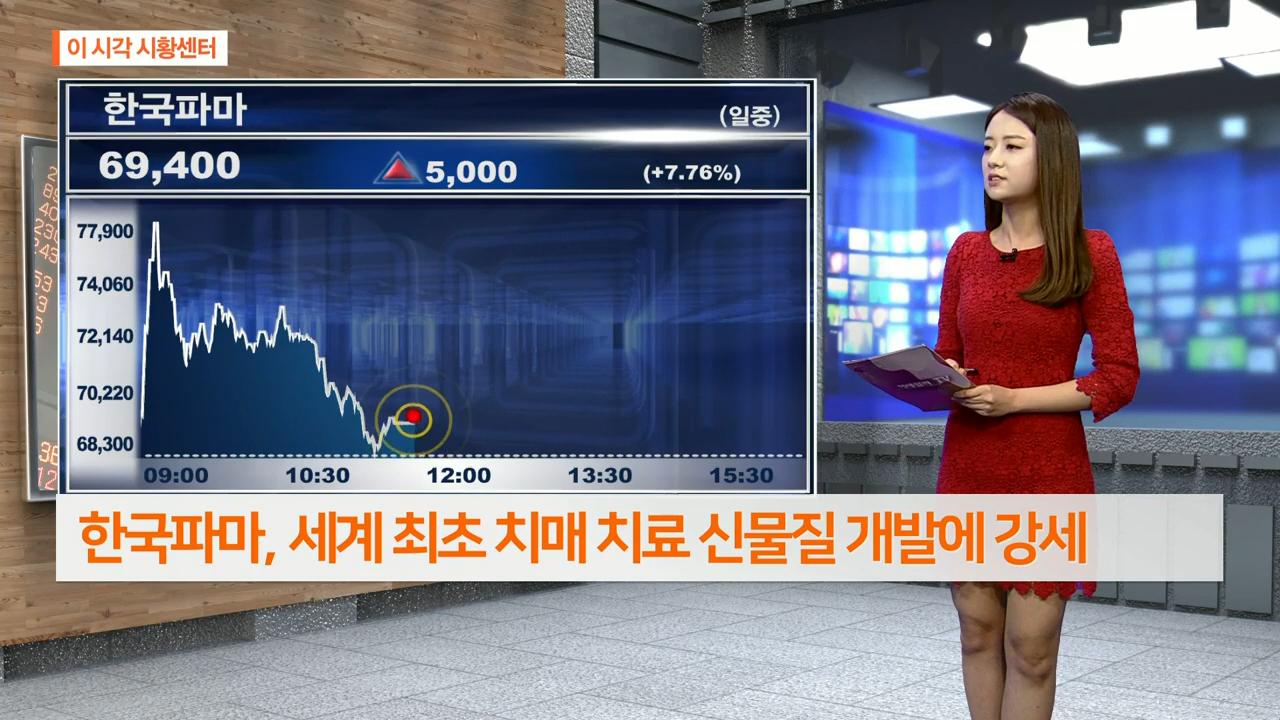 이 시각 시황센터
한국파마
(일중)
69,400 ▲ 5,000 (+7.76%)
77,900
74,060
72,140
70,220
68,300
09:00 10:30 12:00 13:30 15:30
한국파마, 세계 최초 치매 치료 신물질 개발에 강세